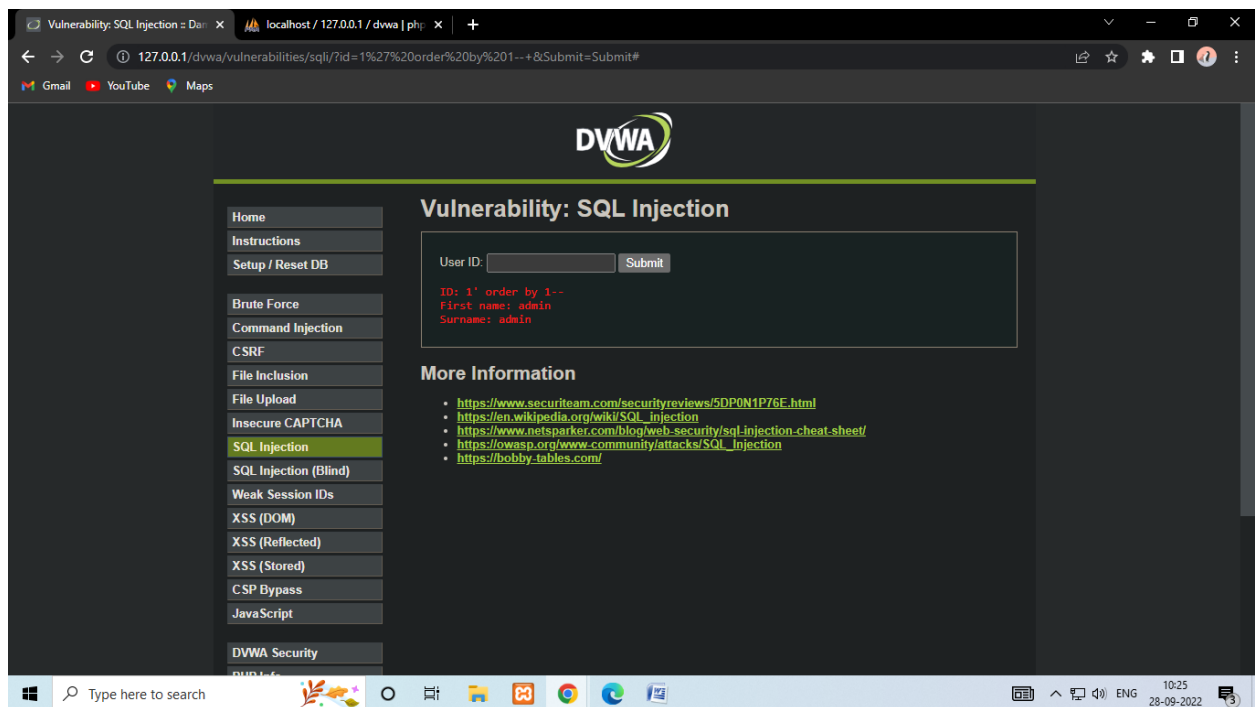 Vulnerability: SQL Injection :: Dam
localhost / 127.0.0.1 / dvwa | php
127.0.0.1/dvwa/vulnerabilities/sqli/?id=1%27%20order%20by%201--+&Submit=Submit#
Gmail YouTube Maps
DVWA
Home
Instructions
Setup / Reset DB
Brute Force
Command Injection
CSRF
File Inclusion
File Upload
Insecure CAPTCHA
SQL Injection
SQL Injection (Blind)
Weak Session IDs
XSS (DOM)
XSS (Reflected)
XSS (Stored)
CSP Bypass
JavaScript
DVWA Security
Vulnerability: SQL Injection
User ID: Submit
ID: 1' order by 1--
First name: admin
Surname: admin
More Information
• https://www.securiteam.com/securityreviews/5DP0N1P76E.html
• https://en.wikipedia.org/wiki/SQL_injection
• https://www.netsparker.com/blog/web-security/sql-injection-cheat-sheet/
• https://owasp.org/www-community/attacks/SQL_Injection
• https://bobby-tables.com/
Type here to search
ENG
10:25
28-09-2022
3